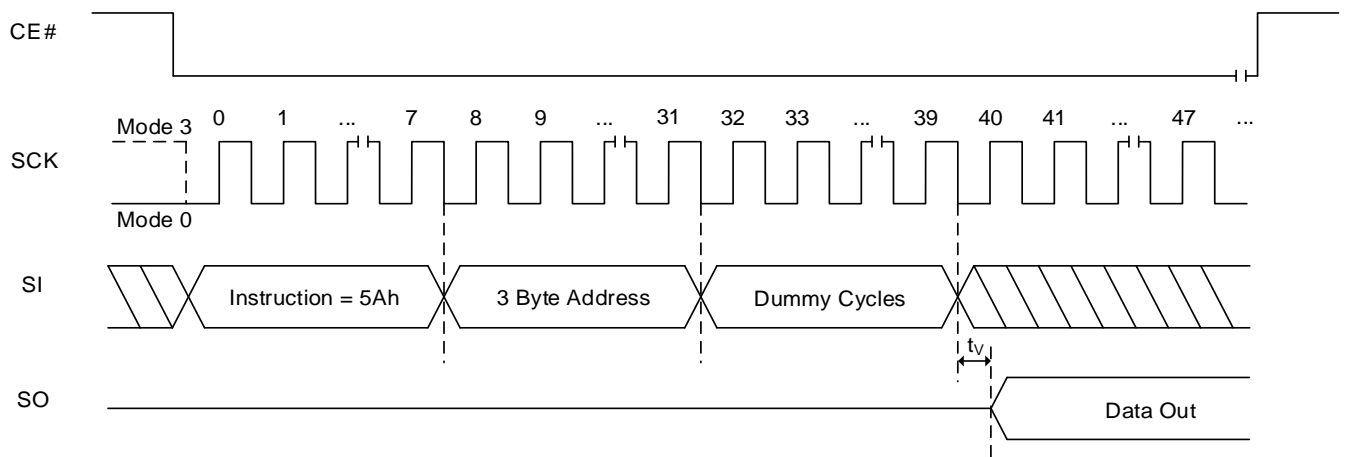 CE#
Mode 3 0 1 ... 7 8 9 ... 31 32 33 ... 39 40 41 ... 47 ...
SCK
Mode 0
SI Instruction = 5Ah 3 Byte Address Dummy Cycles
tV
SO Data Out